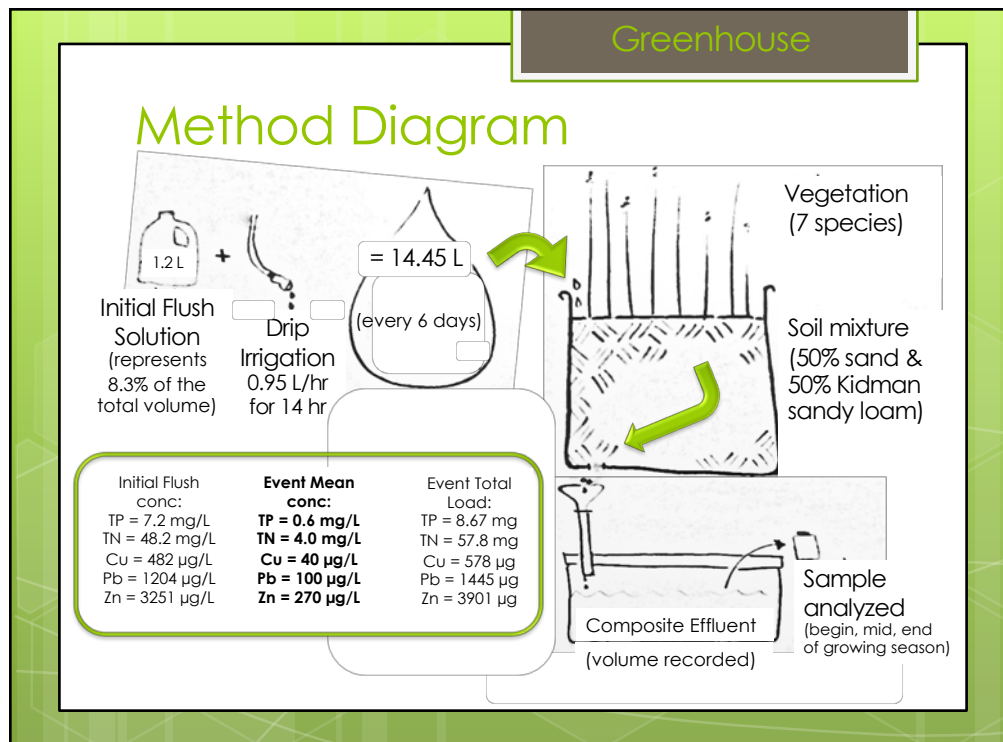 Greenhouse
Method Diagram
1.2 L
+
= 14.45 L
(every 6 days)
Initial Flush
Solution
(represents
8.3% of the
total volume)
Drip
Irrigation
0.95 L/hr
for 14 hr
Vegetation
(7 species)
Soil mixture
(50% sand &
50% Kidman
sandy loam)
Initial Flush
conc:
TP = 7.2 mg/L
TN = 48.2 mg/L
Cu = 482 µg/L
Pb = 1204 µg/L
Zn = 3251 µg/L
Event Mean
conc:
TP = 0.6 mg/L
TN = 4.0 mg/L
Cu = 40 µg/L
Pb = 100 µg/L
Zn = 270 µg/L
Event Total
Load:
TP = 8.67 mg
TN = 57.8 mg
Cu = 578 µg
Pb = 1445 µg
Zn = 3901 µg
Composite Effluent
(volume recorded)
Sample
analyzed
(begin, mid, end
of growing season)